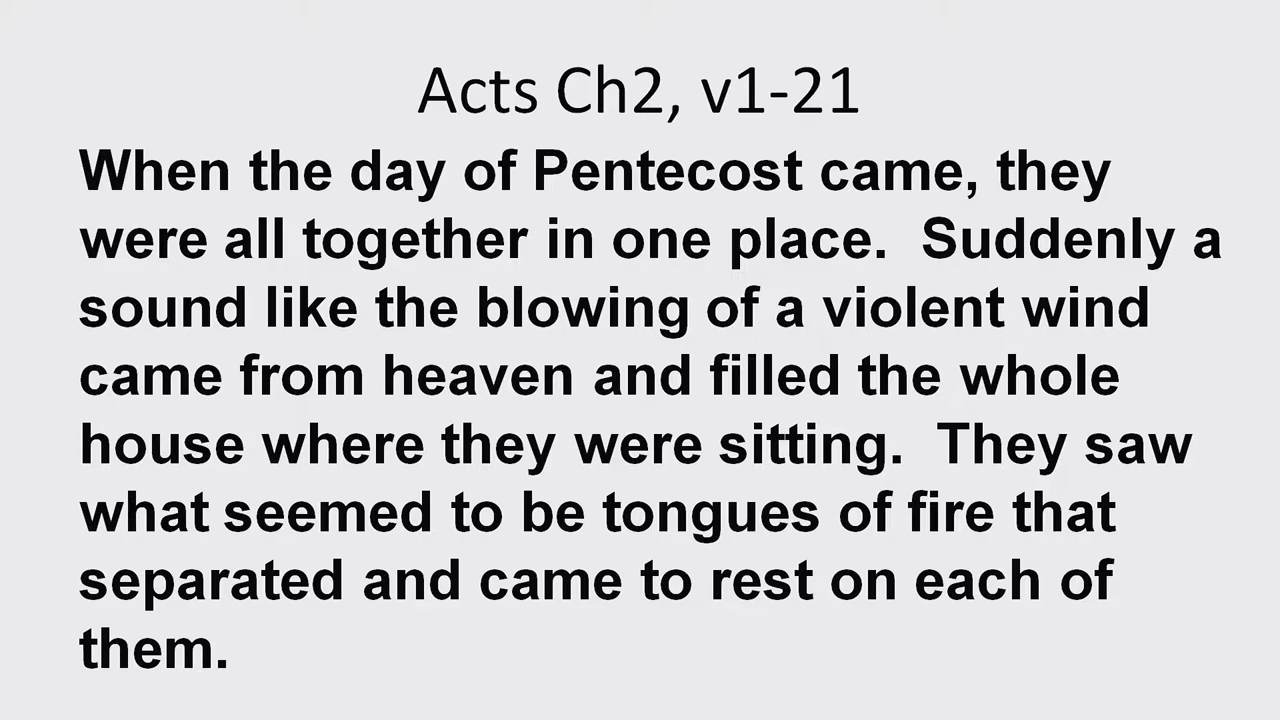 Acts Ch2, v1-21
When the day of Pentecost came, they
were all together in one place.  Suddenly a
sound like the blowing of a violent wind
came from heaven and filled the whole
house where they were sitting.  They saw
what seemed to be tongues of fire that
separated and came to rest on each of
them.